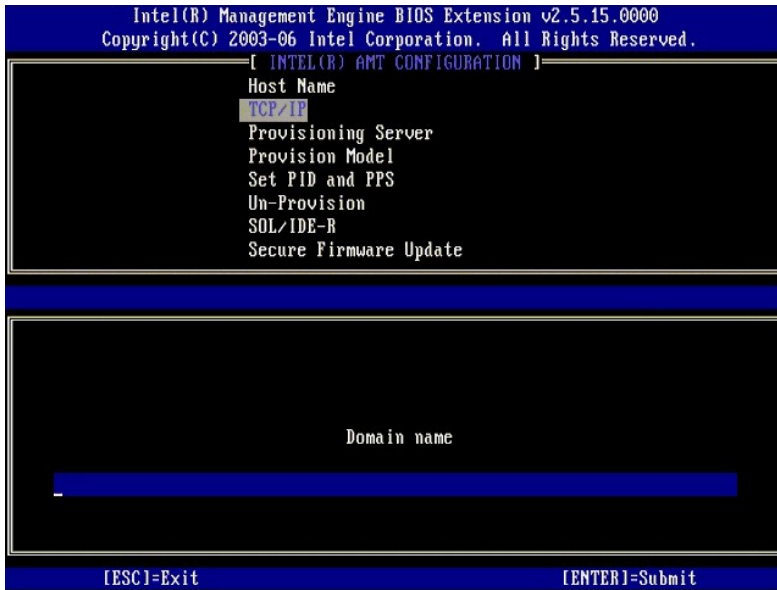 Intel(R) Management Engine BIOS Extension v2.5.15.0000
Copyright(C) 2003-06 Intel Corporation. All Rights Reserved.
[ INTEL(R) AMT CONFIGURATION ]
Host Name
TCP/IP
Provisioning Server
Provision Model
Set PID and PPS
Un-Provision
SOL/IDE-R
Secure Firmware Update
Domain name
[ESC]=Exit [ENTER]=Submit